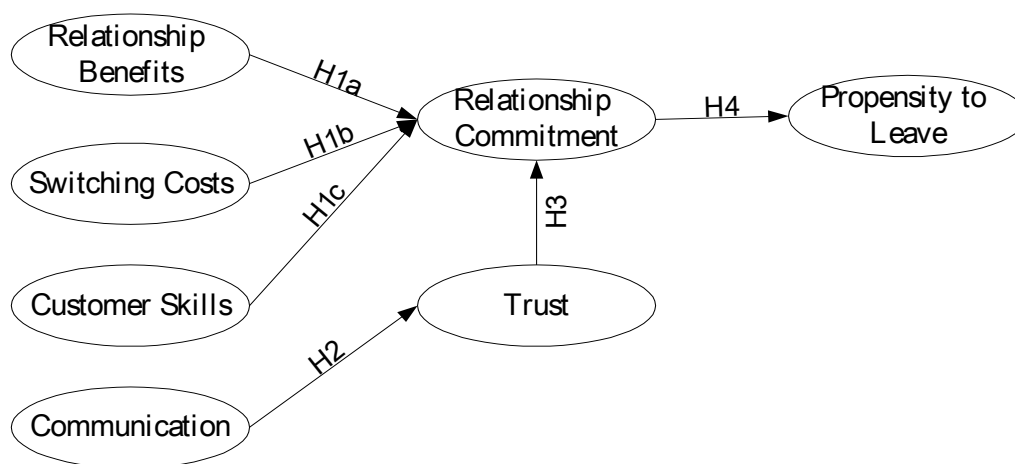 Relationship
Benefits
H1a
Switching Costs
H1b
Customer Skills
H1c
Communication
H2
Relationship
Commitment
H3
Trust
H4
Propensity to
Leave